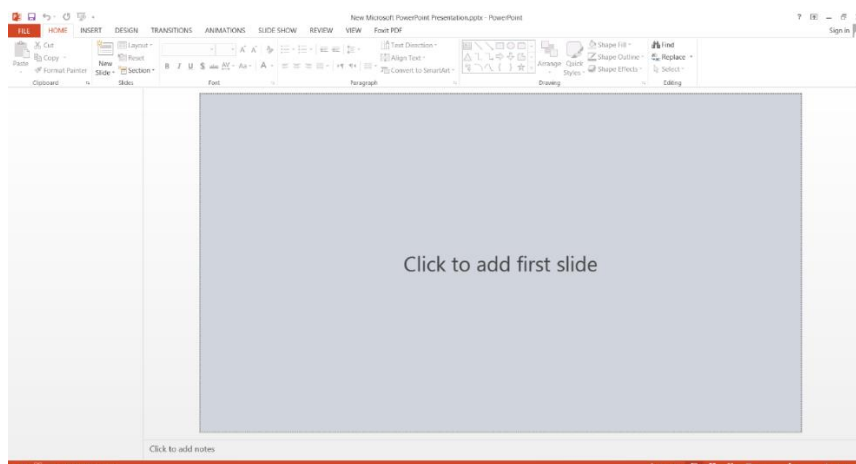 New Microsoft PowerPoint Presentation.pptx - PowerPoint
FILE HOME INSERT DESIGN TRANSITIONS ANIMATIONS SLIDE SHOW REVIEW VIEW Foxit PDF Sign in
Paste
Cut
Copy
Format Painter
Clipboard
New
Slide
Layout
Reset
Section
Slides
Font
Text Direction
Align Text
Convert to SmartArt
Paragraph
Arrange
Quick
Styles
Shape Fill
Shape Outline
Shape Effects
Drawing
Find
Replace
Select
Editing
Click to add first slide
Click to add notes